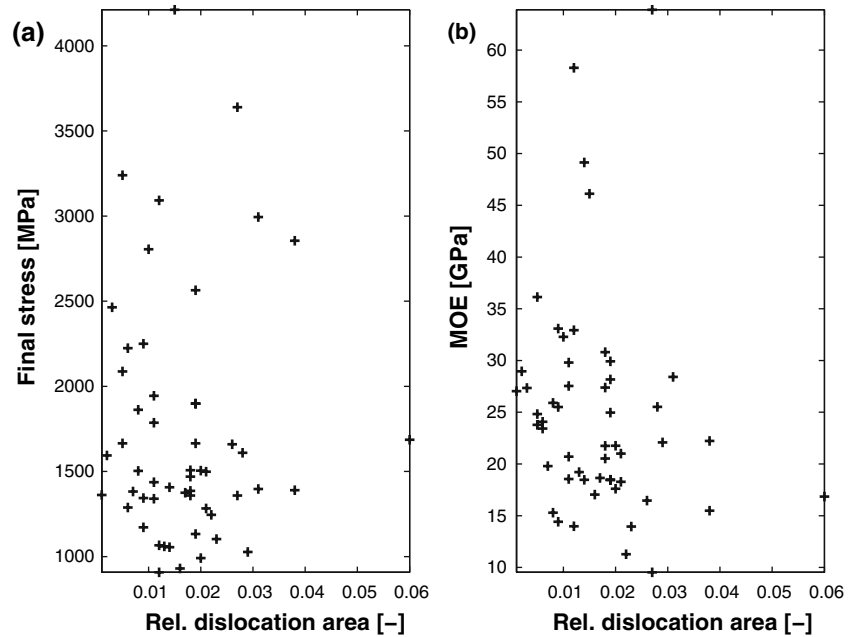 (a)
Final stress [MPa]
4000
3500
3000
2500
2000
1500
1000
0.01 0.02 0.03 0.04 0.05 0.06
Rel. dislocation area [−]
(b)
MOE [GPa]
60
55
50
45
40
35
30
25
20
15
10
0.01 0.02 0.03 0.04 0.05 0.06
Rel. dislocation area [−]